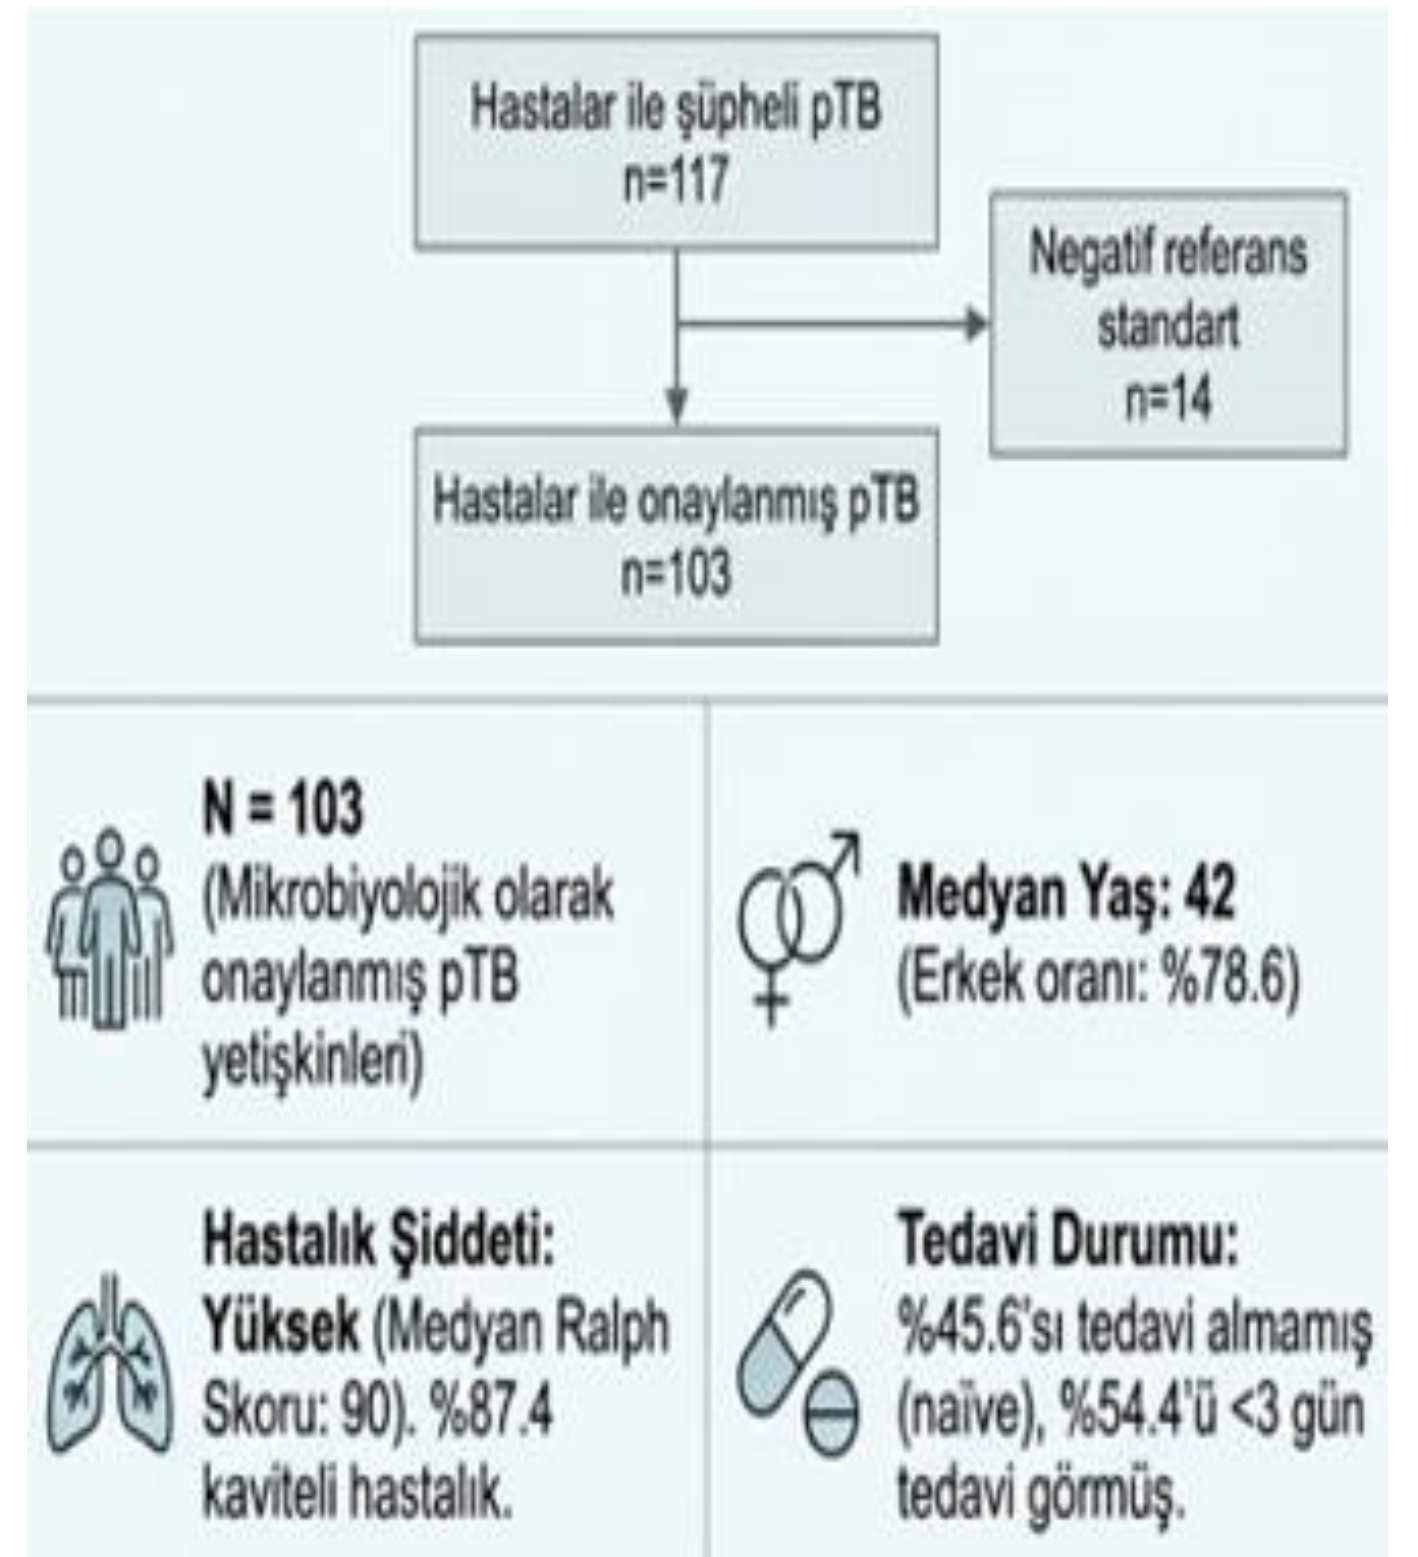 Hastalar ile şüpheli pTB
n=117
Negatif referans
standart
n=14
Hastalar ile onaylanmış pTB
n=103
N = 103
(Mikrobiyolojik olarak
onaylanmış pTB
yetişkinleri)
Medyan Yaş: 42
(Erkek oranı: %78.6)
Hastalık Şiddeti:
Yüksek (Medyan Ralph
Skoru: 90). %87.4
kaviteli hastalık.
Tedavi Durumu:
%45.6'sı tedavi almamış
(naïve), %54.4'ü <3 gün
tedavi görmüş.